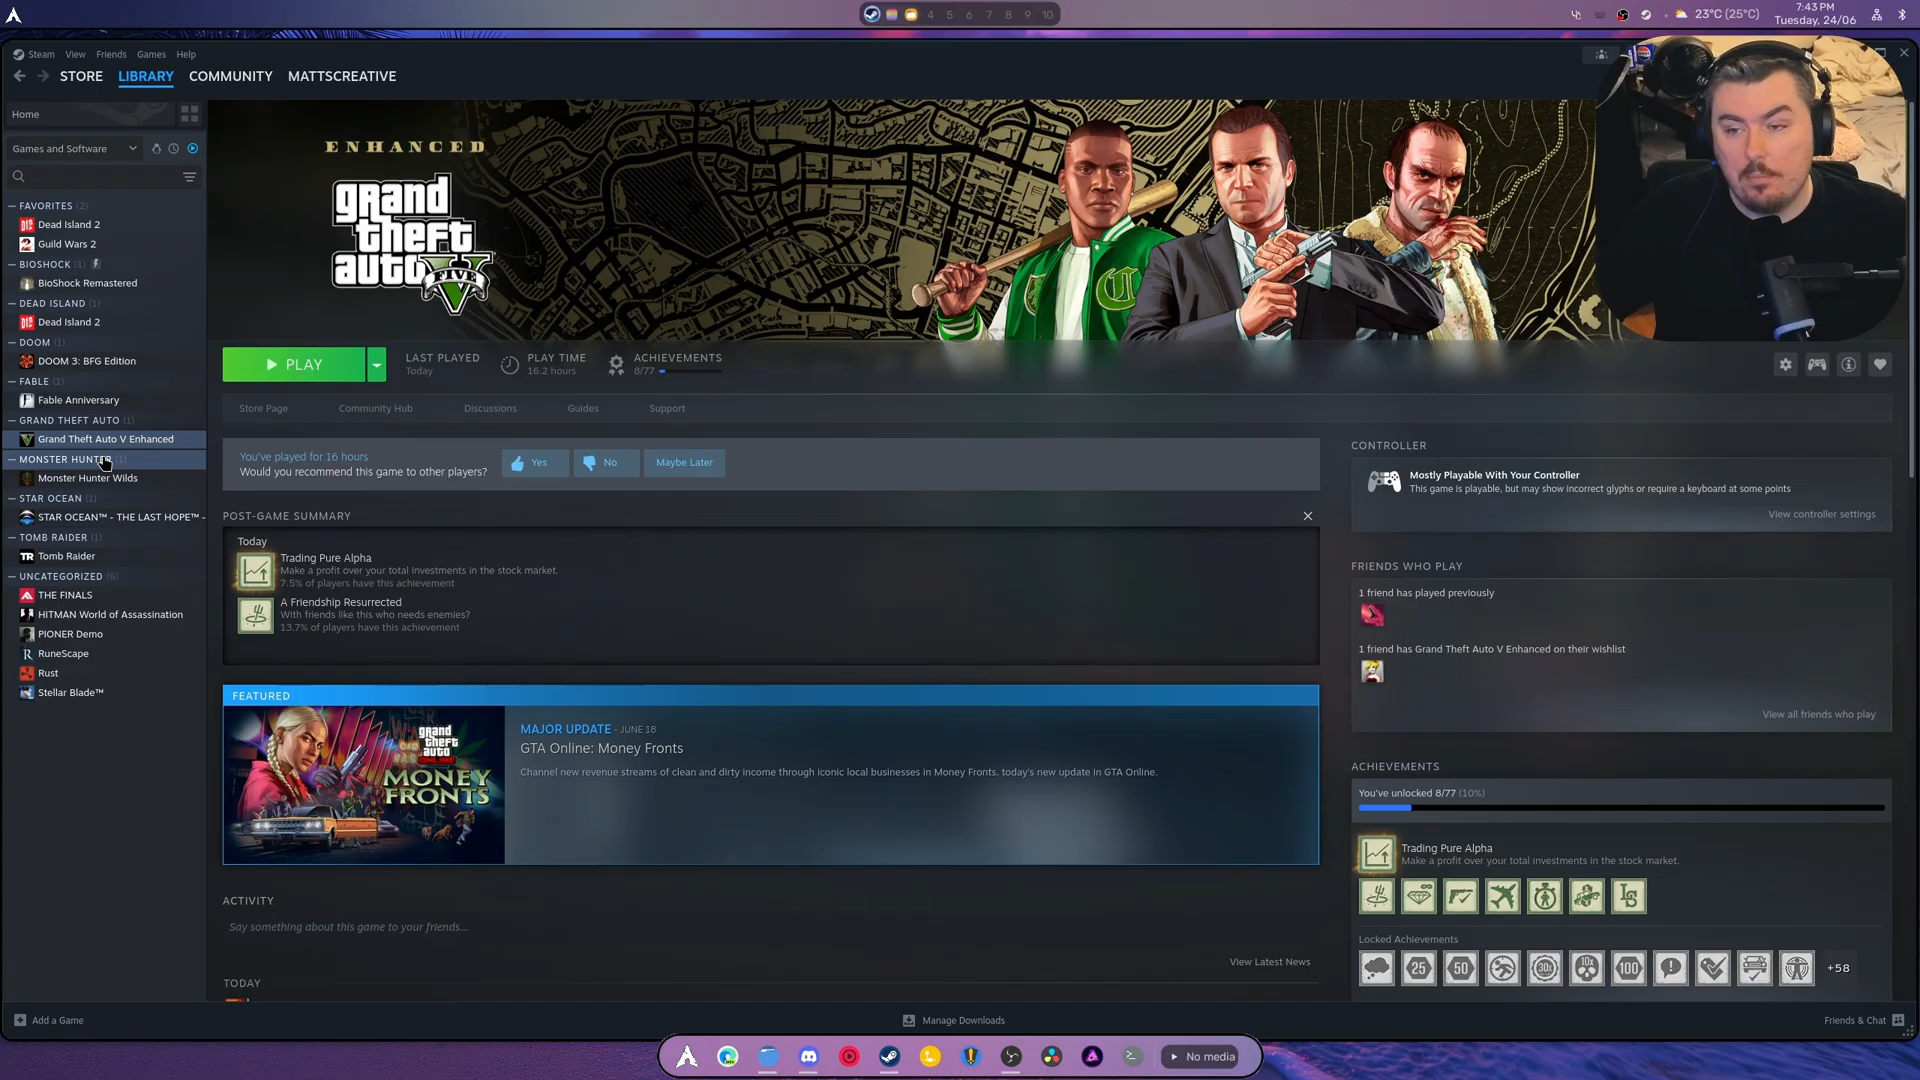 4 5 6 7 8 9 10
23°C (25°C)
7:43 PM
Tuesday, 24/06
Steam View Friends Games Help
STORE LIBRARY COMMUNITY MATTSCREATIVE
Home
Games and Software
FAVORITES (2)
Dead Island 2
Guild Wars 2
BIOSHOCK (1)
BioShock Remastered
DEAD ISLAND (1)
Dead Island 2
DOOM (1)
DOOM 3: BFG Edition
FABLE (1)
Fable Anniversary
GRAND THEFT AUTO (1)
Grand Theft Auto V Enhanced
MONSTER HUNTER (1)
Monster Hunter Wilds
STAR OCEAN (1)
STAR OCEAN™ - THE LAST HOPE™ -
TOMB RAIDER (1)
Tomb Raider
UNCATEGORIZED (6)
THE FINALS
HITMAN World of Assassination
PIONER Demo
RuneScape
Rust
Stellar Blade™
ENHANCED
grand
theft
auto
FIVE
PLAY
LAST PLAYED
Today
PLAY TIME
16.2 hours
ACHIEVEMENTS
8/77
Store Page Community Hub Discussions Guides Support
You've played for 16 hours
Would you recommend this game to other players?
Yes No Maybe Later
POST-GAME SUMMARY
Today
Trading Pure Alpha
Make a profit over your total investments in the stock market.
7.5% of players have this achievement
A Friendship Resurrected
With friends like this who needs enemies?
13.7% of players have this achievement
FEATURED
grand
theft
auto
MONEY
FRONTS
MAJOR UPDATE - JUNE 18
GTA Online: Money Fronts
Channel new revenue streams of clean and dirty income through iconic local businesses in Money Fronts, today's new update in GTA Online.
ACTIVITY
Say something about this game to your friends...
View Latest News
TODAY
CONTROLLER
Mostly Playable With Your Controller
This game is playable, but may show incorrect glyphs or require a keyboard at some points
View controller settings
FRIENDS WHO PLAY
1 friend has played previously
1 friend has Grand Theft Auto V Enhanced on their wishlist
View all friends who play
ACHIEVEMENTS
You've unlocked 8/77 (10%)
Trading Pure Alpha
Make a profit over your total investments in the stock market.
LS
Locked Achievements
25 50 30x 10x 100
+58
Add a Game
Manage Downloads
Friends & Chat
No media